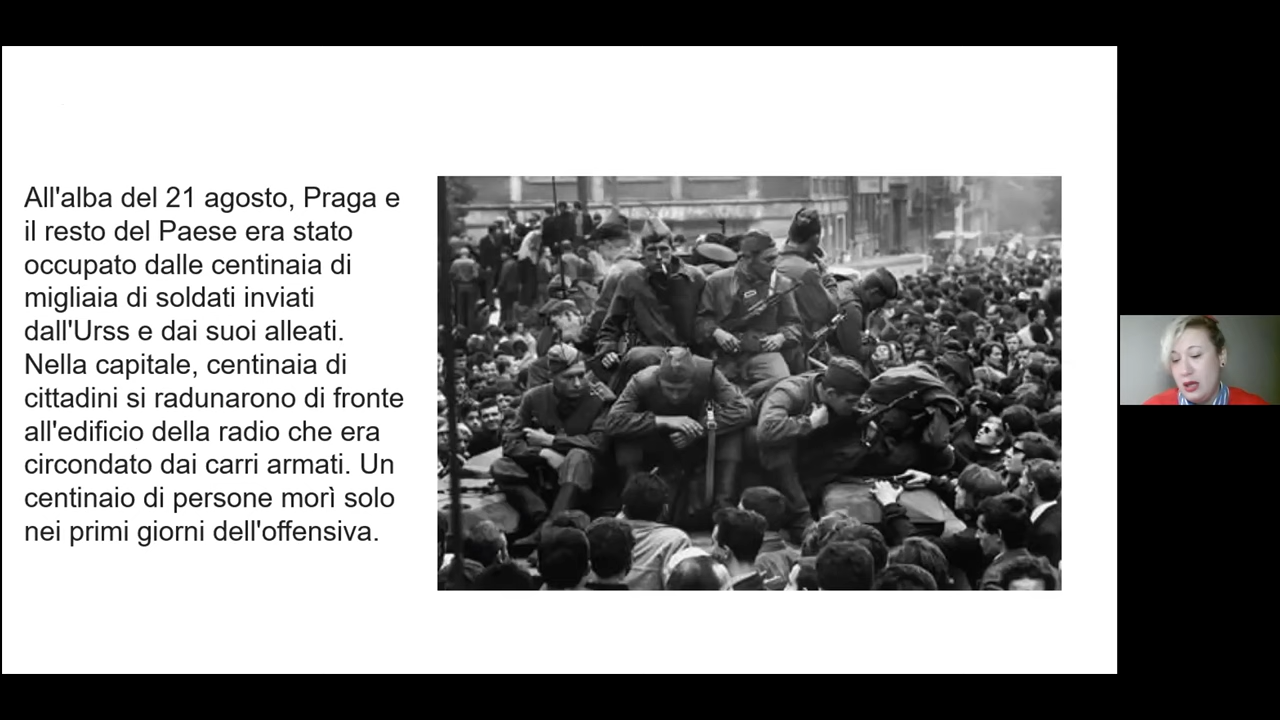 All'alba del 21 agosto, Praga e
il resto del Paese era stato
occupato dalle centinaia di
migliaia di soldati inviati
dall'Urss e dai suoi alleati.
Nella capitale, centinaia di
cittadini si radunarono di fronte
all'edificio della radio che era
circondato dai carri armati. Un
centinaio di persone morì solo
nei primi giorni dell'offensiva.